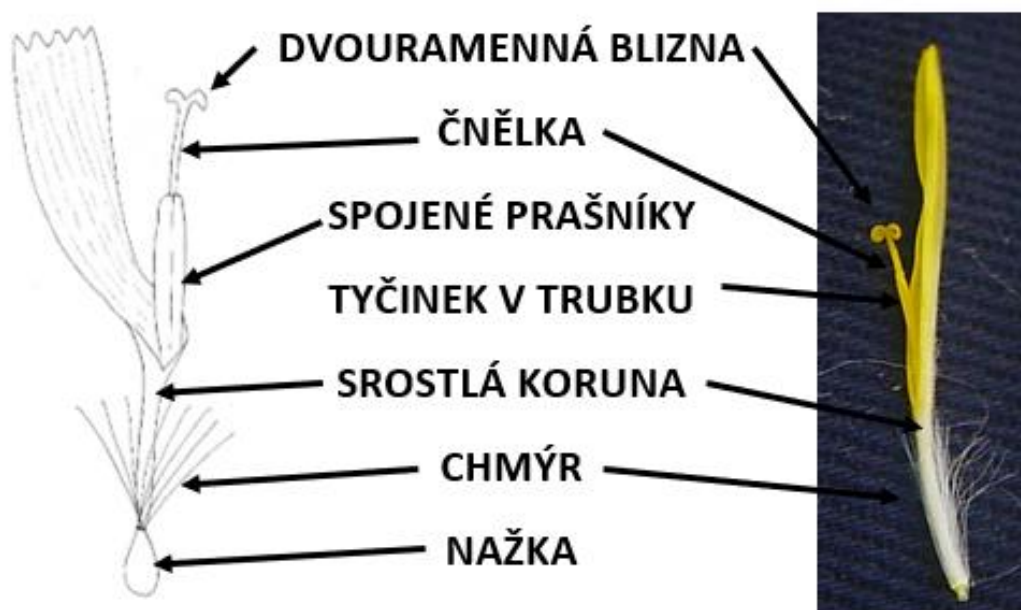 DVOURAMENNÁ BLIZNA
ČNĚLKA
SPOJENÉ PRAŠNÍKY
TYČINEK V TRUBKU
SROSTLÁ KORUNA
CHMÝR
NAŽKA